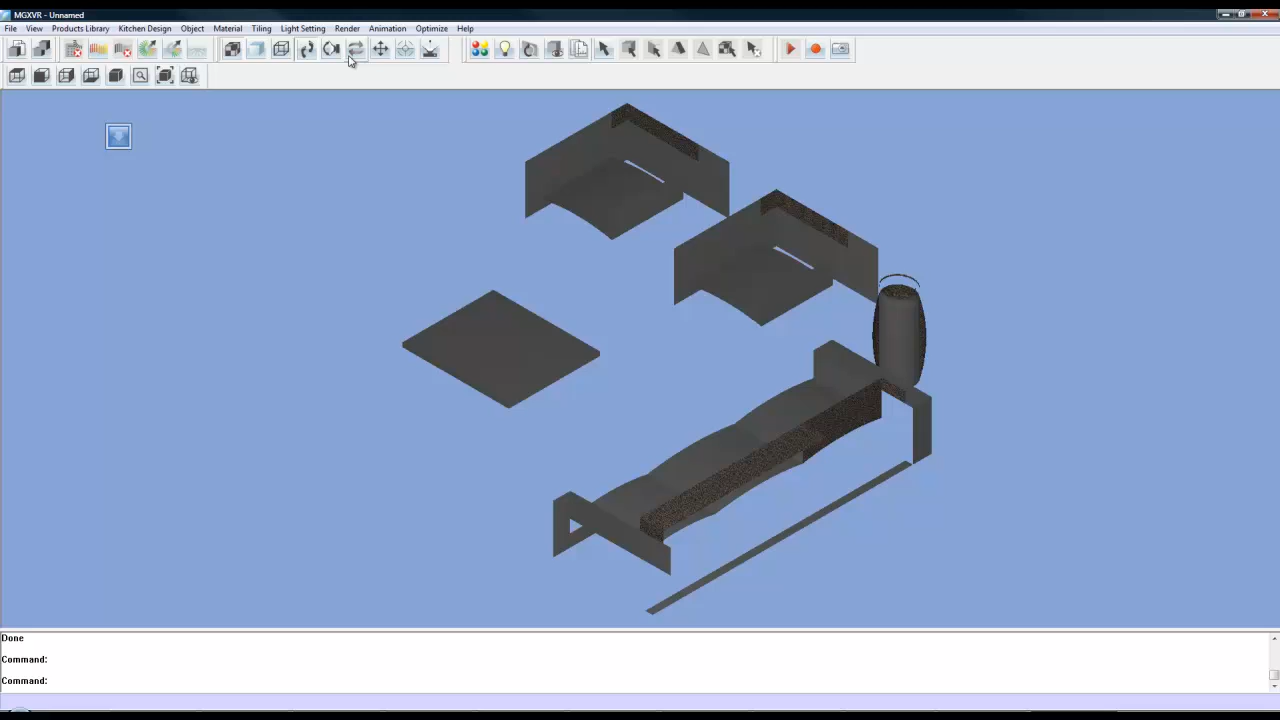 MGXVR - Unnamed
File View Products Library Kitchen Design Object Material Tiling Light Setting Render Animation Optimize Help
Done
Command:
Command: